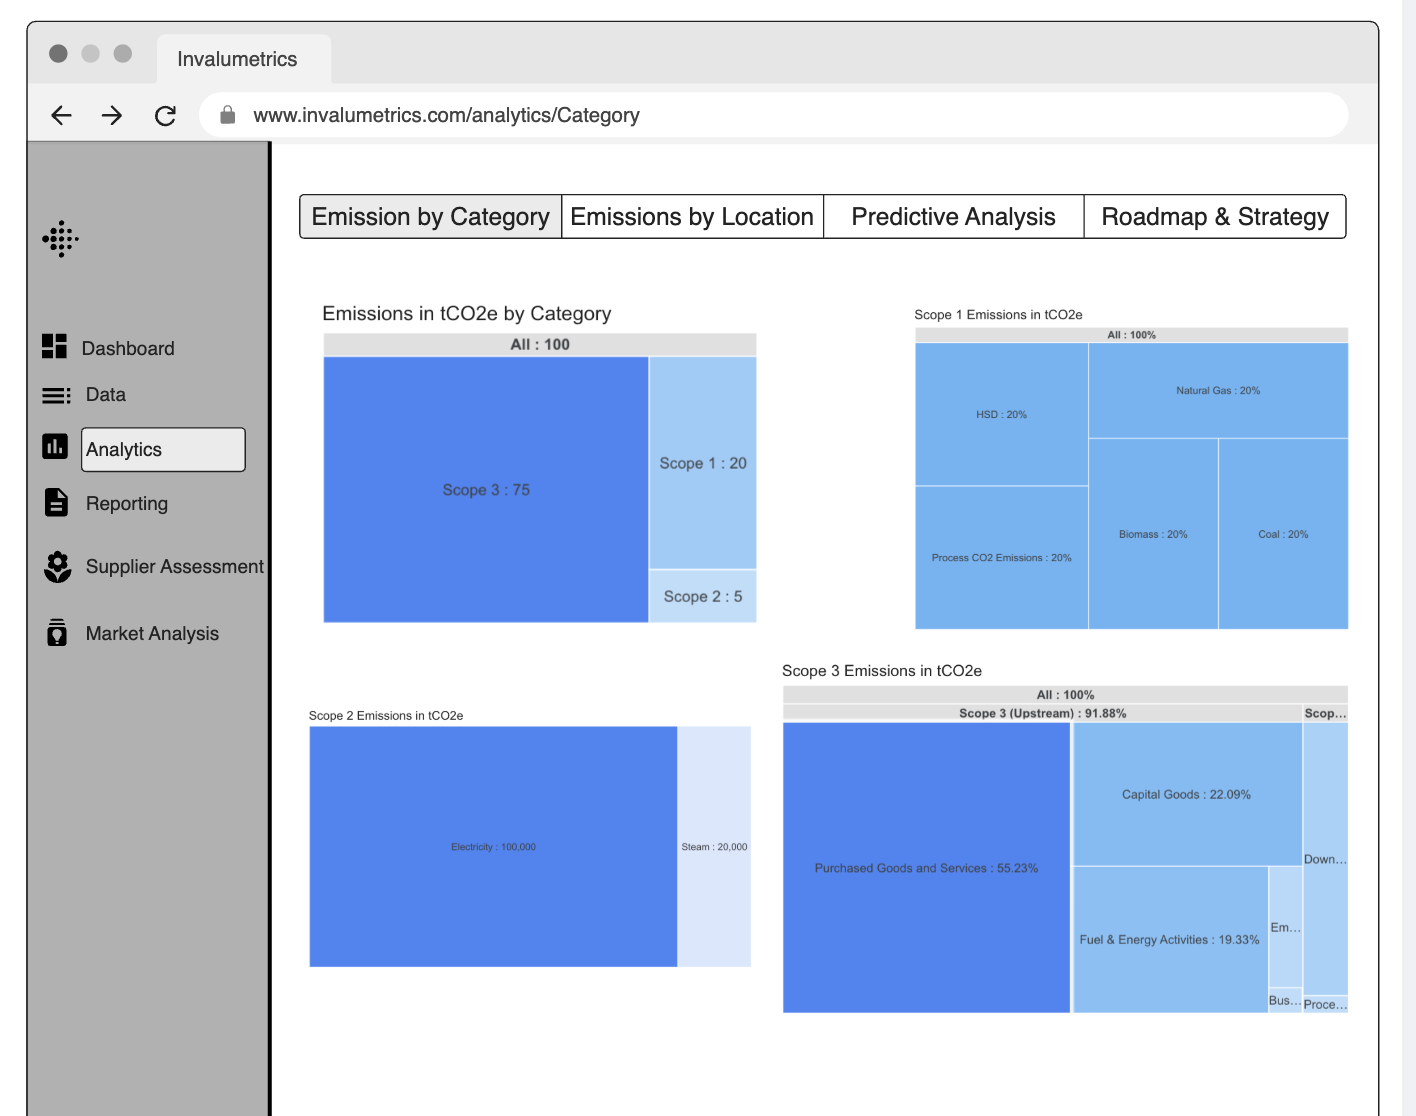 Invalumetrics
www.invalumetrics.com/analytics/Category
Emission by Category
Emissions by Location
Predictive Analysis
Roadmap & Strategy
Dashboard
Data
Analytics
Reporting
Supplier Assessment
Market Analysis
Emissions in tCO2e by Category
All : 100
Scope 3 : 75
Scope 1 : 20
Scope 2 : 5
Scope 1 Emissions in tCO2e
All : 100%
HSD : 20%
Natural Gas : 20%
Process CO2 Emissions : 20%
Biomass : 20%
Coal : 20%
Scope 2 Emissions in tCO2e
Electricity : 100,000
Steam : 20,000
Scope 3 Emissions in tCO2e
All : 100%
Scope 3 (Upstream) : 91.88%
Scop...
Purchased Goods and Services : 55.23%
Capital Goods : 22.09%
Fuel & Energy Activities : 19.33%
Em...
Bus...
Down...
Proce...